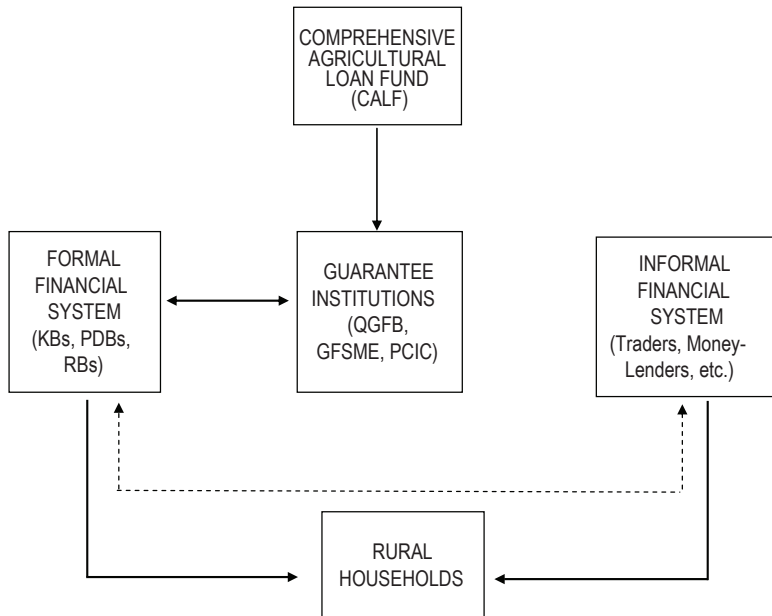 COMPREHENSIVE
AGRICULTURAL
LOAN FUND
(CALF)
FORMAL
FINANCIAL
SYSTEM
(KBs, PDBs,
RBs)
GUARANTEE
INSTITUTIONS
(QGFB,
GFSME, PCIC)
INFORMAL
FINANCIAL
SYSTEM
(Traders, Money-
Lenders, etc.)
RURAL
HOUSEHOLDS